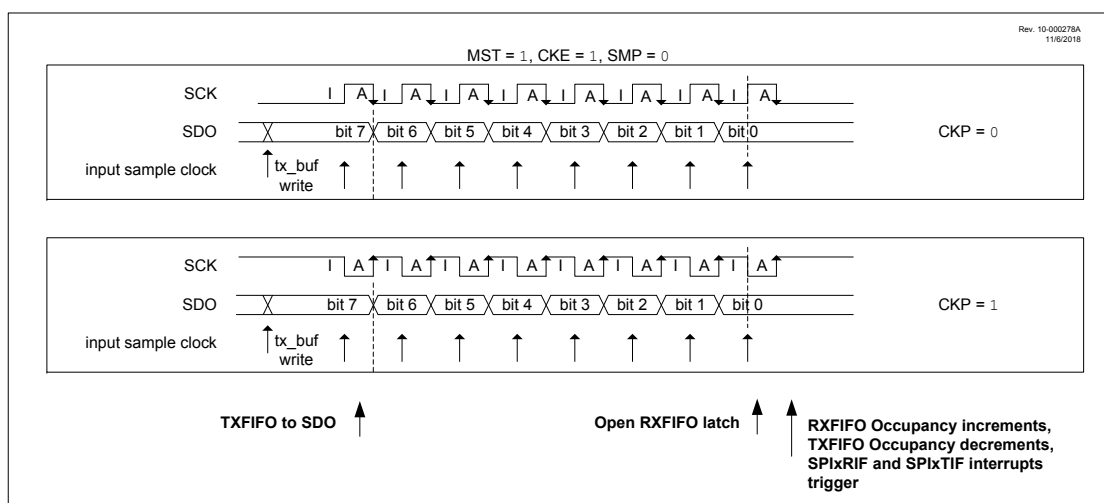 Rev. 10-000278A
11/6/2018
MST = 1, CKE = 1, SMP = 0
SCK I A I A I A I A I A I A I A I A
SDO bit 7 bit 6 bit 5 bit 4 bit 3 bit 2 bit 1 bit 0 CKP = 0
input sample clock tx_buf
write
SCK I A I A I A I A I A I A I A I A
SDO bit 7 bit 6 bit 5 bit 4 bit 3 bit 2 bit 1 bit 0 CKP = 1
input sample clock tx_buf
write
TXFIFO to SDO
Open RXFIFO latch
RXFIFO Occupancy increments,
TXFIFO Occupancy decrements,
SPIxRIF and SPIxTIF interrupts
trigger